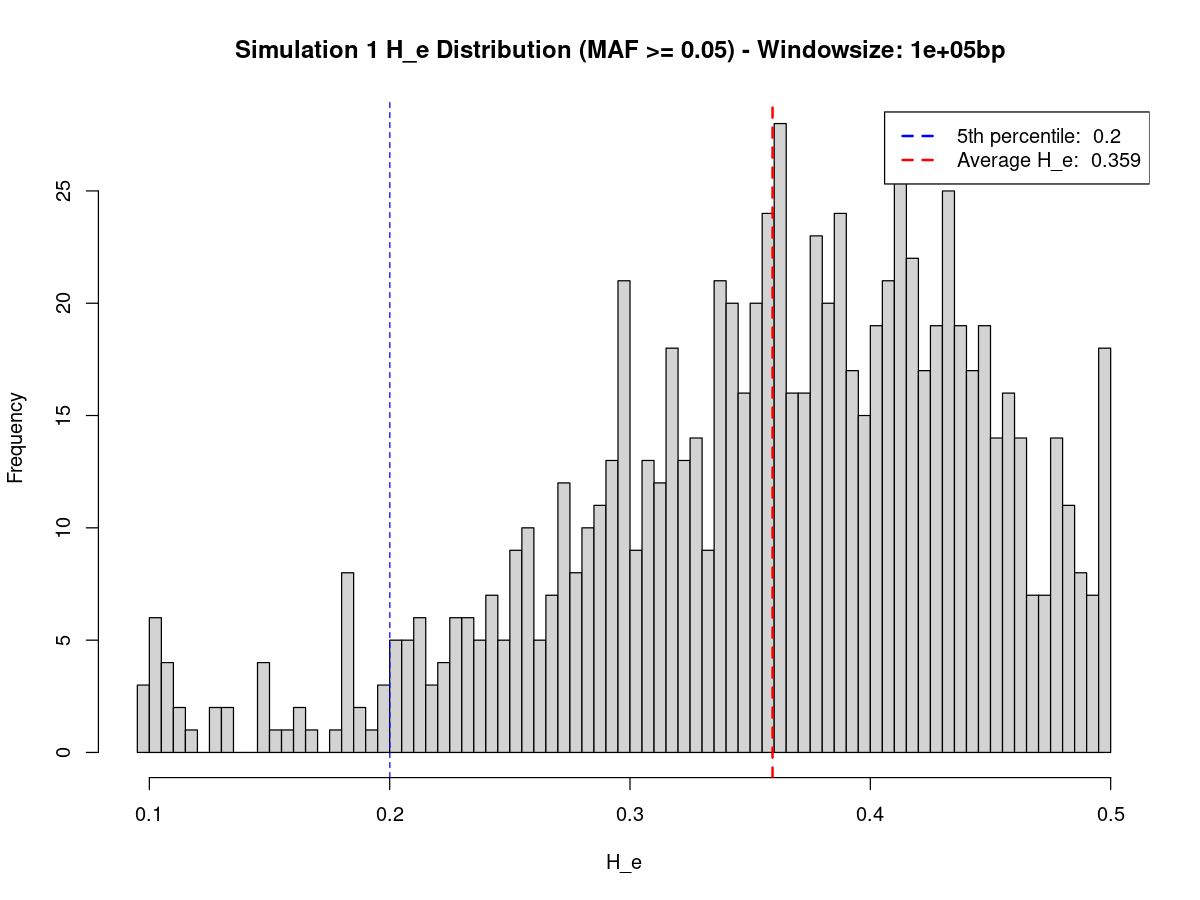 Simulation 1 H_e Distribution (MAF >= 0.05) - Windowsize: 1e+05bp
5th percentile:  0.2
Average H_e:  0.359
Frequency
25
20
15
10
5
0
0.1
0.2
0.3
0.4
0.5
H_e